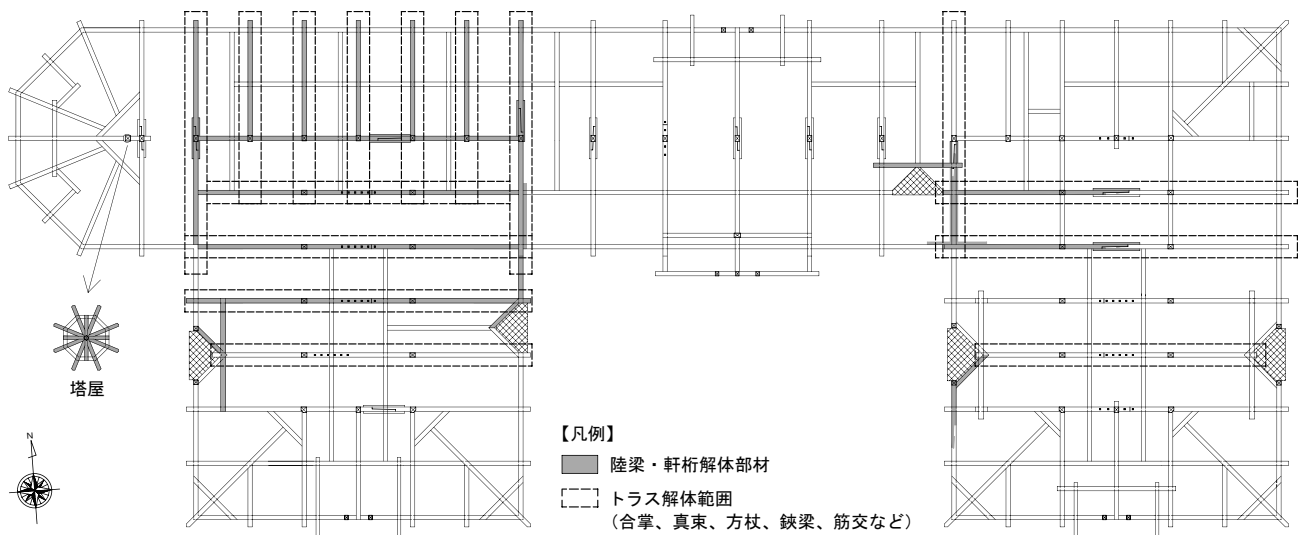 塔屋
N
【凡例】
陸梁・軒桁解体部材
トラス解体範囲
（合掌、真束、方杖、鋏梁、筋交など）